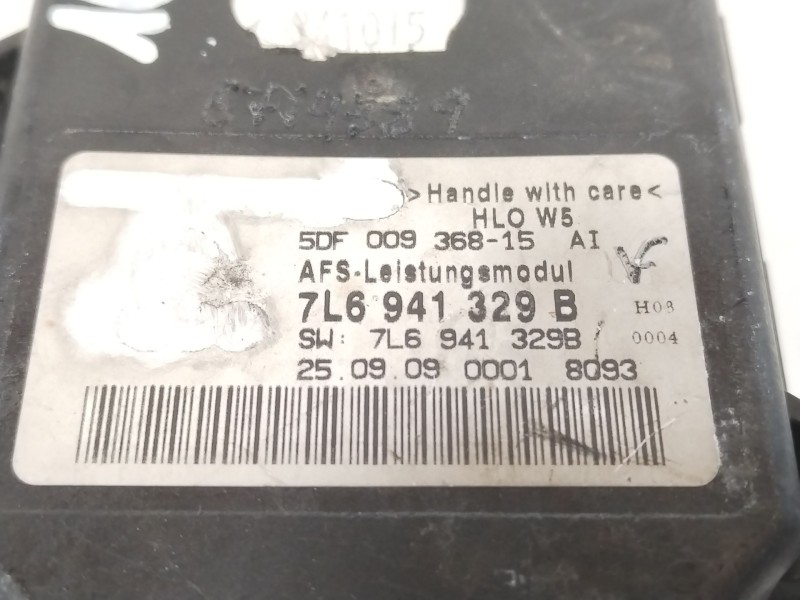 >Handle with care<
HLO W5
5DF 009 368-15 AI
AFS-Leistungsmodul
7L6 941 329 B H08
SW: 7L6 941 329B 0004
25.09.09 0001 8093